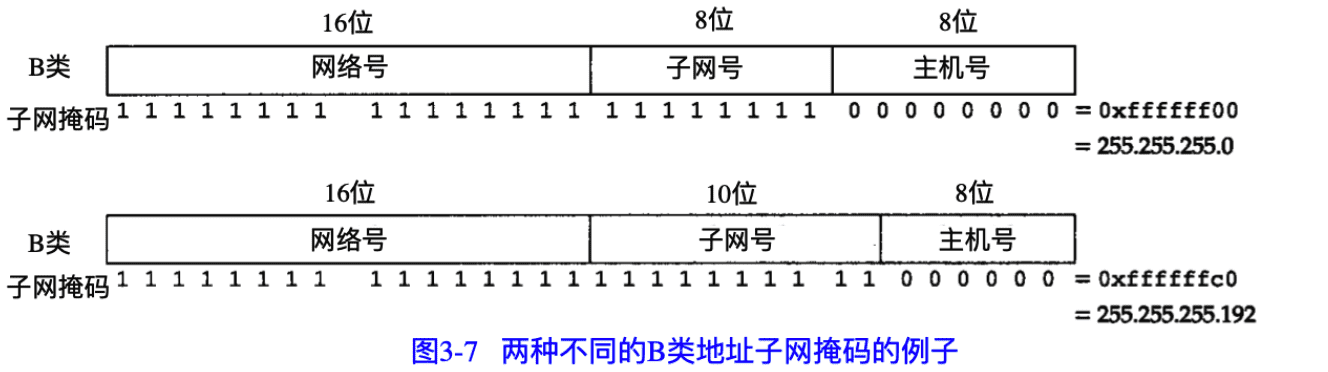 16位 8位 8位
B类 网络号 子网号 主机号
子网掩码 1 1 1 1 1 1 1 1 1 1 1 1 1 1 1 1 1 1 1 1 1 1 1 1 0 0 0 0 0 0 0 0 = 0xffffff00
= 255.255.255.0
16位 10位 8位
B类 网络号 子网号 主机号
子网掩码 1 1 1 1 1 1 1 1 1 1 1 1 1 1 1 1 1 1 1 1 1 1 1 1 1 1 0 0 0 0 0 0 = 0xffffffc0
= 255.255.255.192
图3-7 两种不同的B类地址子网掩码的例子